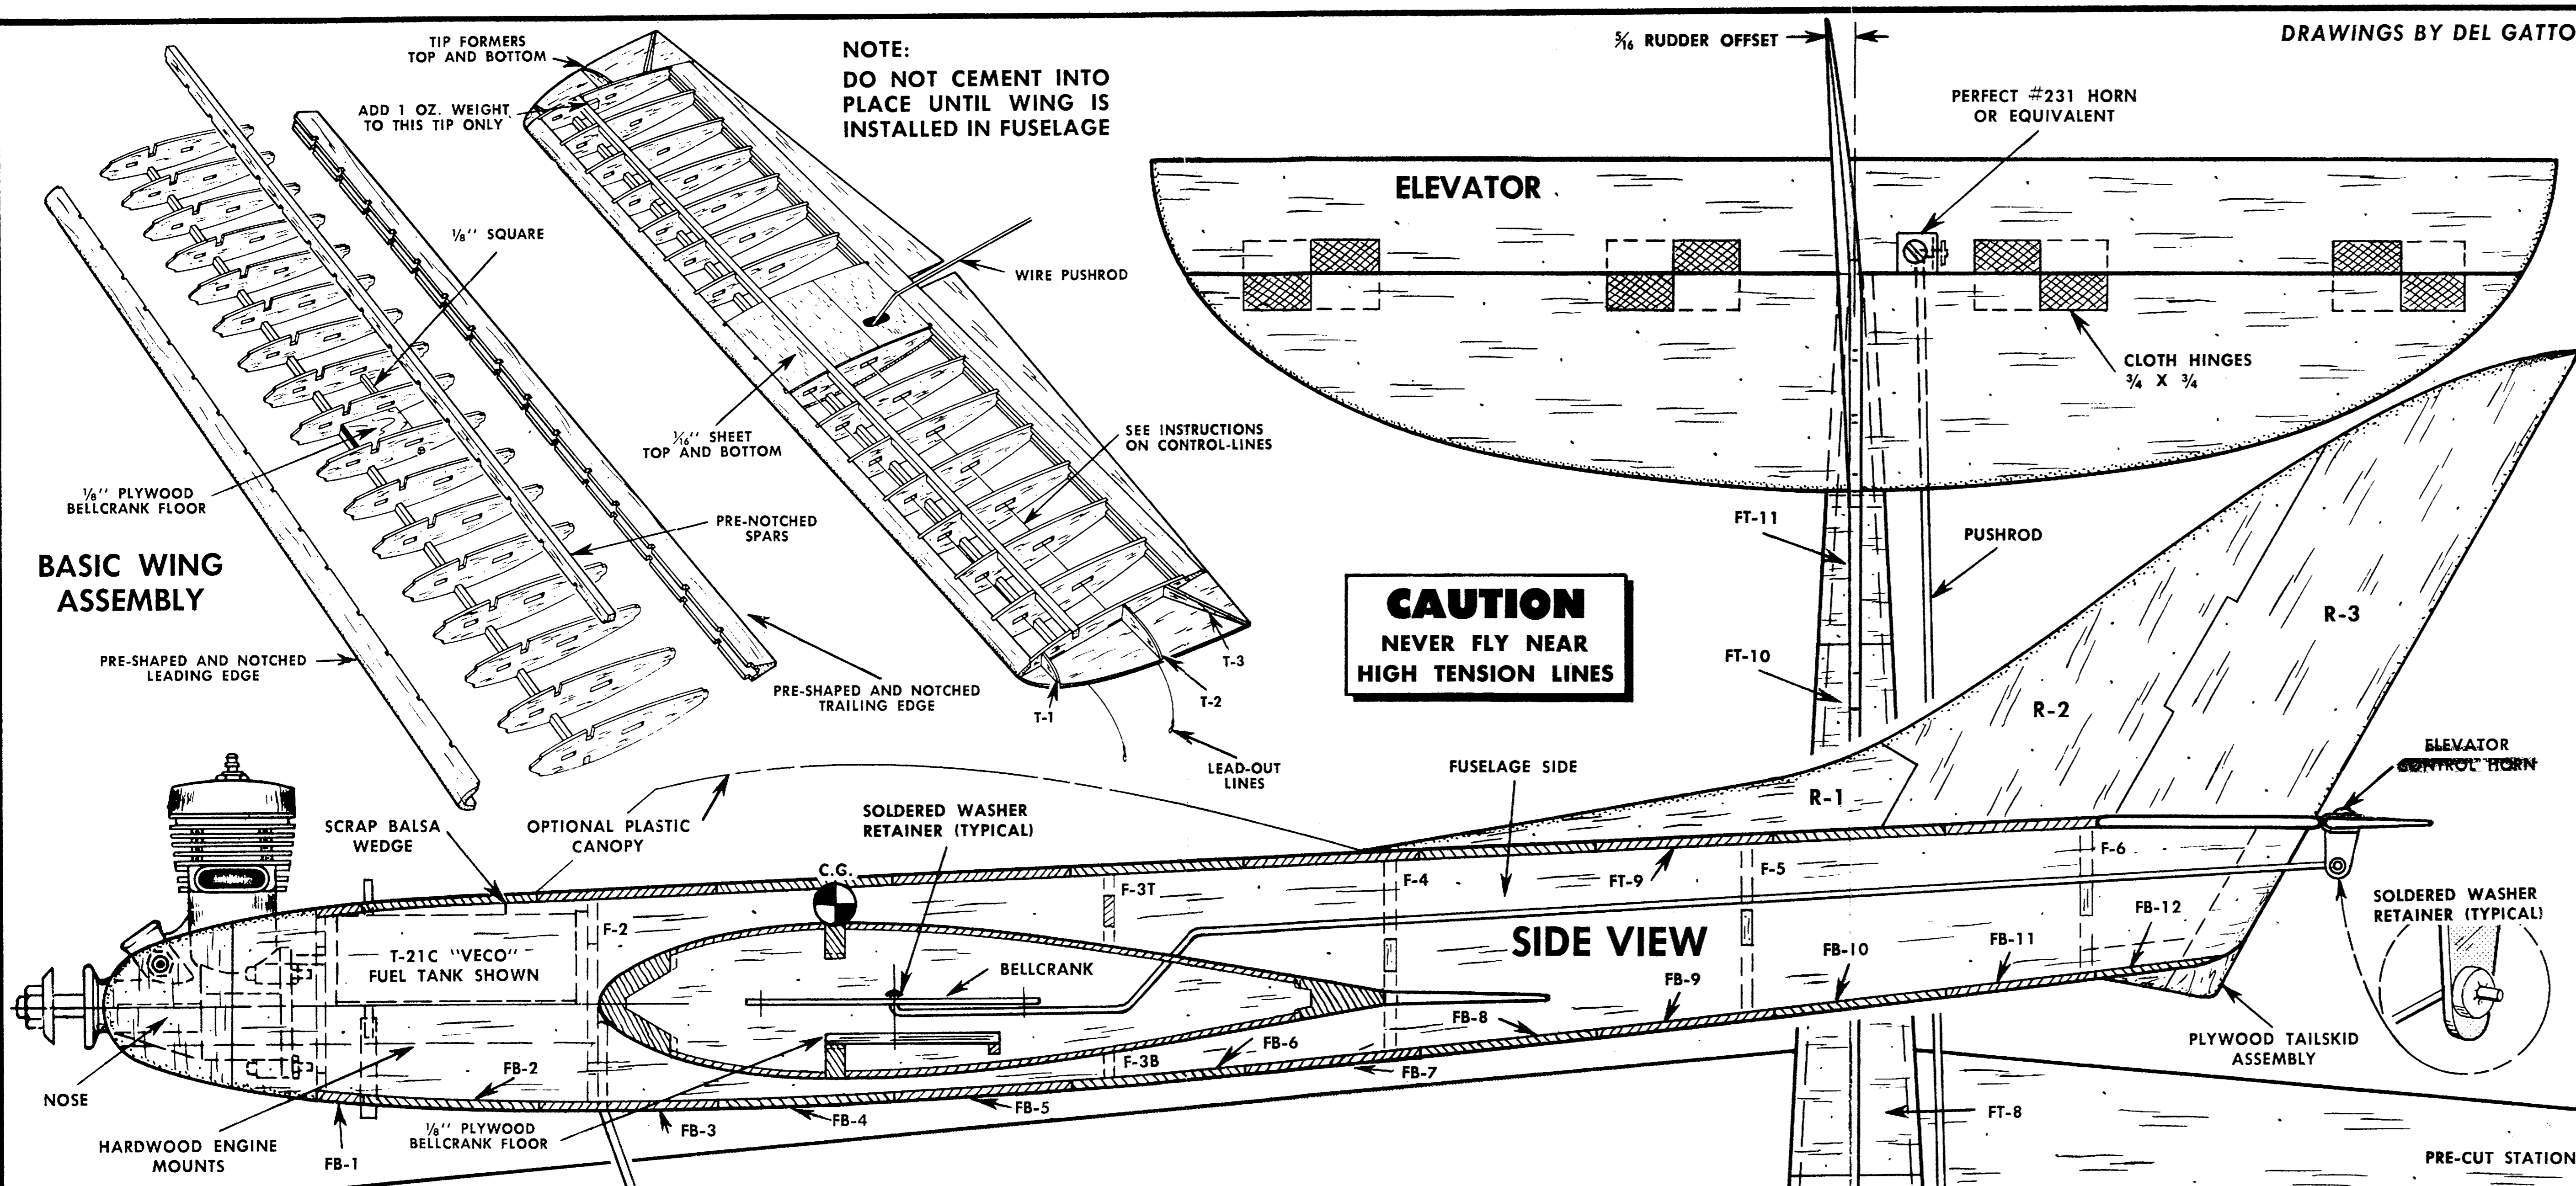 TIP FORMERS
TOP AND BOTTOM
ADD 1 OZ. WEIGHT
TO THIS TIP ONLY
NOTE:
DO NOT CEMENT INTO
PLACE UNTIL WING IS
INSTALLED IN FUSELAGE
5/16 RUDDER OFFSET
DRAWINGS BY DEL GATTO
PERFECT #231 HORN
OR EQUIVALENT
ELEVATOR
1/8'' SQUARE
WIRE PUSHROD
CLOTH HINGES
3/4 X 3/4
1/16'' SHEET
TOP AND BOTTOM
SEE INSTRUCTIONS
ON CONTROL-LINES
1/8'' PLYWOOD
BELLCRANK FLOOR
PRE-NOTCHED
SPARS
BASIC WING
ASSEMBLY
PRE-SHAPED AND NOTCHED
LEADING EDGE
PRE-SHAPED AND NOTCHED
TRAILING EDGE
T-1
T-2
T-3
LEAD-OUT
LINES
CAUTION
NEVER FLY NEAR
HIGH TENSION LINES
FT-11
FT-10
PUSHROD
R-3
R-2
R-1
ELEVATOR
CONTROL HORN
FUSELAGE SIDE
SCRAP BALSA
WEDGE
OPTIONAL PLASTIC
CANOPY
SOLDERED WASHER
RETAINER (TYPICAL)
C.G.
F-2
F-3T
F-4
FT-9
F-5
F-6
T-21C "VECO"
FUEL TANK SHOWN
BELLCRANK
SIDE VIEW
FB-12
FB-11
FB-10
FB-9
FB-8
SOLDERED WASHER
RETAINER (TYPICAL)
PLYWOOD TAILSKID
ASSEMBLY
NOSE
HARDWOOD ENGINE
MOUNTS
FB-1
FB-2
1/8'' PLYWOOD
BELLCRANK FLOOR
FB-3
FB-4
FB-5
F-3B
FB-6
FB-7
FT-8
PRE-CUT STATION